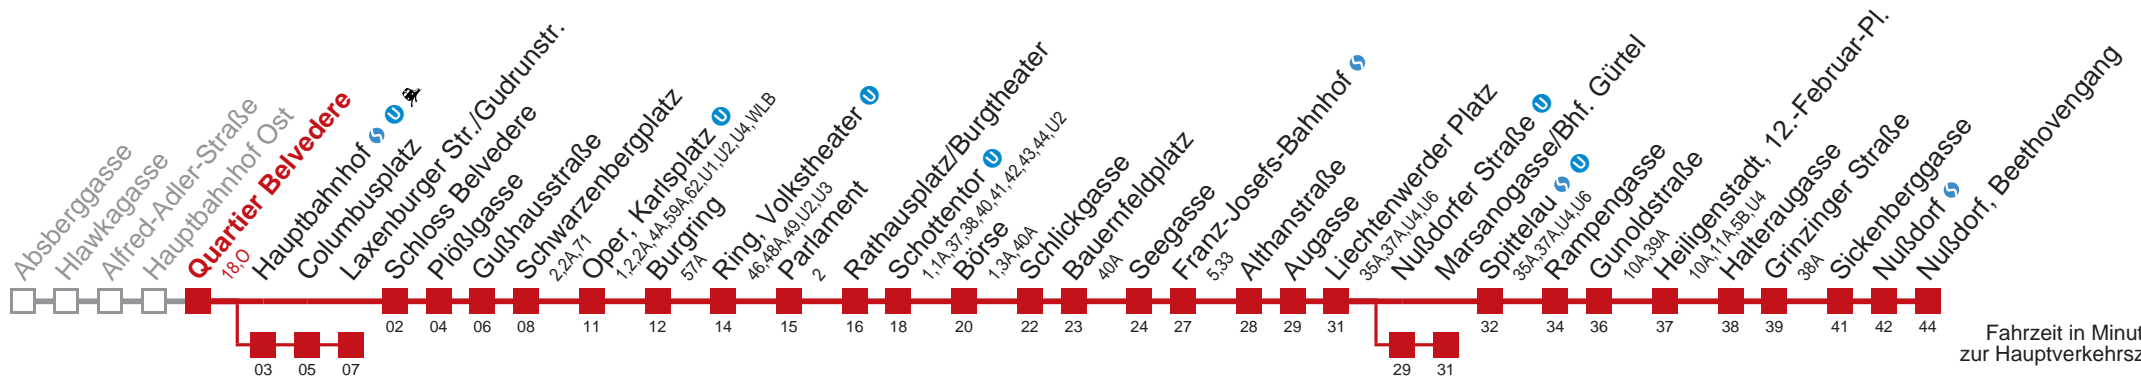 Absberggasse
Hlawkagasse
Alfred-Adler-Straße
Hauptbahnhof Ost
Quartier Belvedere
18,O
Hauptbahnhof S U
Columbusplatz
Laxenburger Str./Gudrunstr.
Schloss Belvedere
Plößlgasse
Gußhausstraße
Schwarzenbergplatz
2,2A,71
Oper, Karlsplatz U
1,2,2A,4A,59A,62,U1,U2,U4,WLB
Burgring
57A
Ring, Volkstheater U
46,48A,49,U2,U3
Parlament
2
Rathausplatz/Burgtheater
Schottentor U
1,1A,37,38,40,41,42,43,44,U2
Börse
1,3A,40A
Schlickgasse
Bauernfeldplatz
40A
Seegasse
Franz-Josefs-Bahnhof S
5,33
Althanstraße
Augasse
Liechtenwerder Platz
35A,37A,U4,U6
Nußdorfer Straße U
Marsanogasse/Bhf. Gürtel
Spittelau S U
35A,37A,U4,U6
Rampengasse
Gunoldstraße
10A,39A
Heiligenstadt, 12.-Februar-Pl.
10A,11A,5B,U4
Halteraugasse
Grinzinger Straße
38A
Sickenberggasse
Nußdorf S
Nußdorf, Beethovengang
02 04 06 08 11 12 14 15 16 18 20 22 23 24 27 28 29 31 32 34 36 37 38 39 41 42 44
03 05 07 29 31
Fahrzeit in Minut
zur Hauptverkehrsz